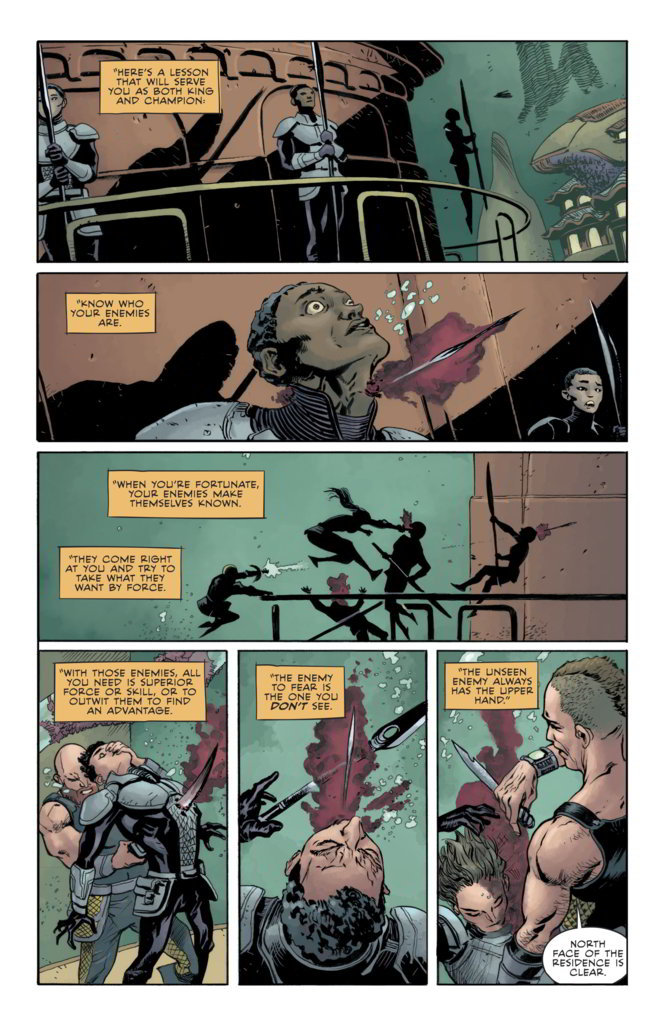 "HERE'S A LESSON
THAT WILL SERVE
YOU AS BOTH KING
AND CHAMPION:
"KNOW WHO
YOUR ENEMIES
ARE.
"WHEN YOU'RE FORTUNATE,
YOUR ENEMIES MAKE
THEMSELVES KNOWN.
"THEY COME RIGHT
AT YOU AND TRY TO
TAKE WHAT THEY
WANT BY FORCE.
"WITH THOSE ENEMIES, ALL
YOU NEED IS SUPERIOR
FORCE OR SKILL, OR TO
OUTWIT THEM TO FIND
AN ADVANTAGE.
"THE ENEMY
TO FEAR IS
THE ONE YOU
DON'T SEE.
"THE UNSEEN
ENEMY ALWAYS
HAS THE UPPER
HAND."
NORTH
FACE OF THE
RESIDENCE IS
CLEAR.